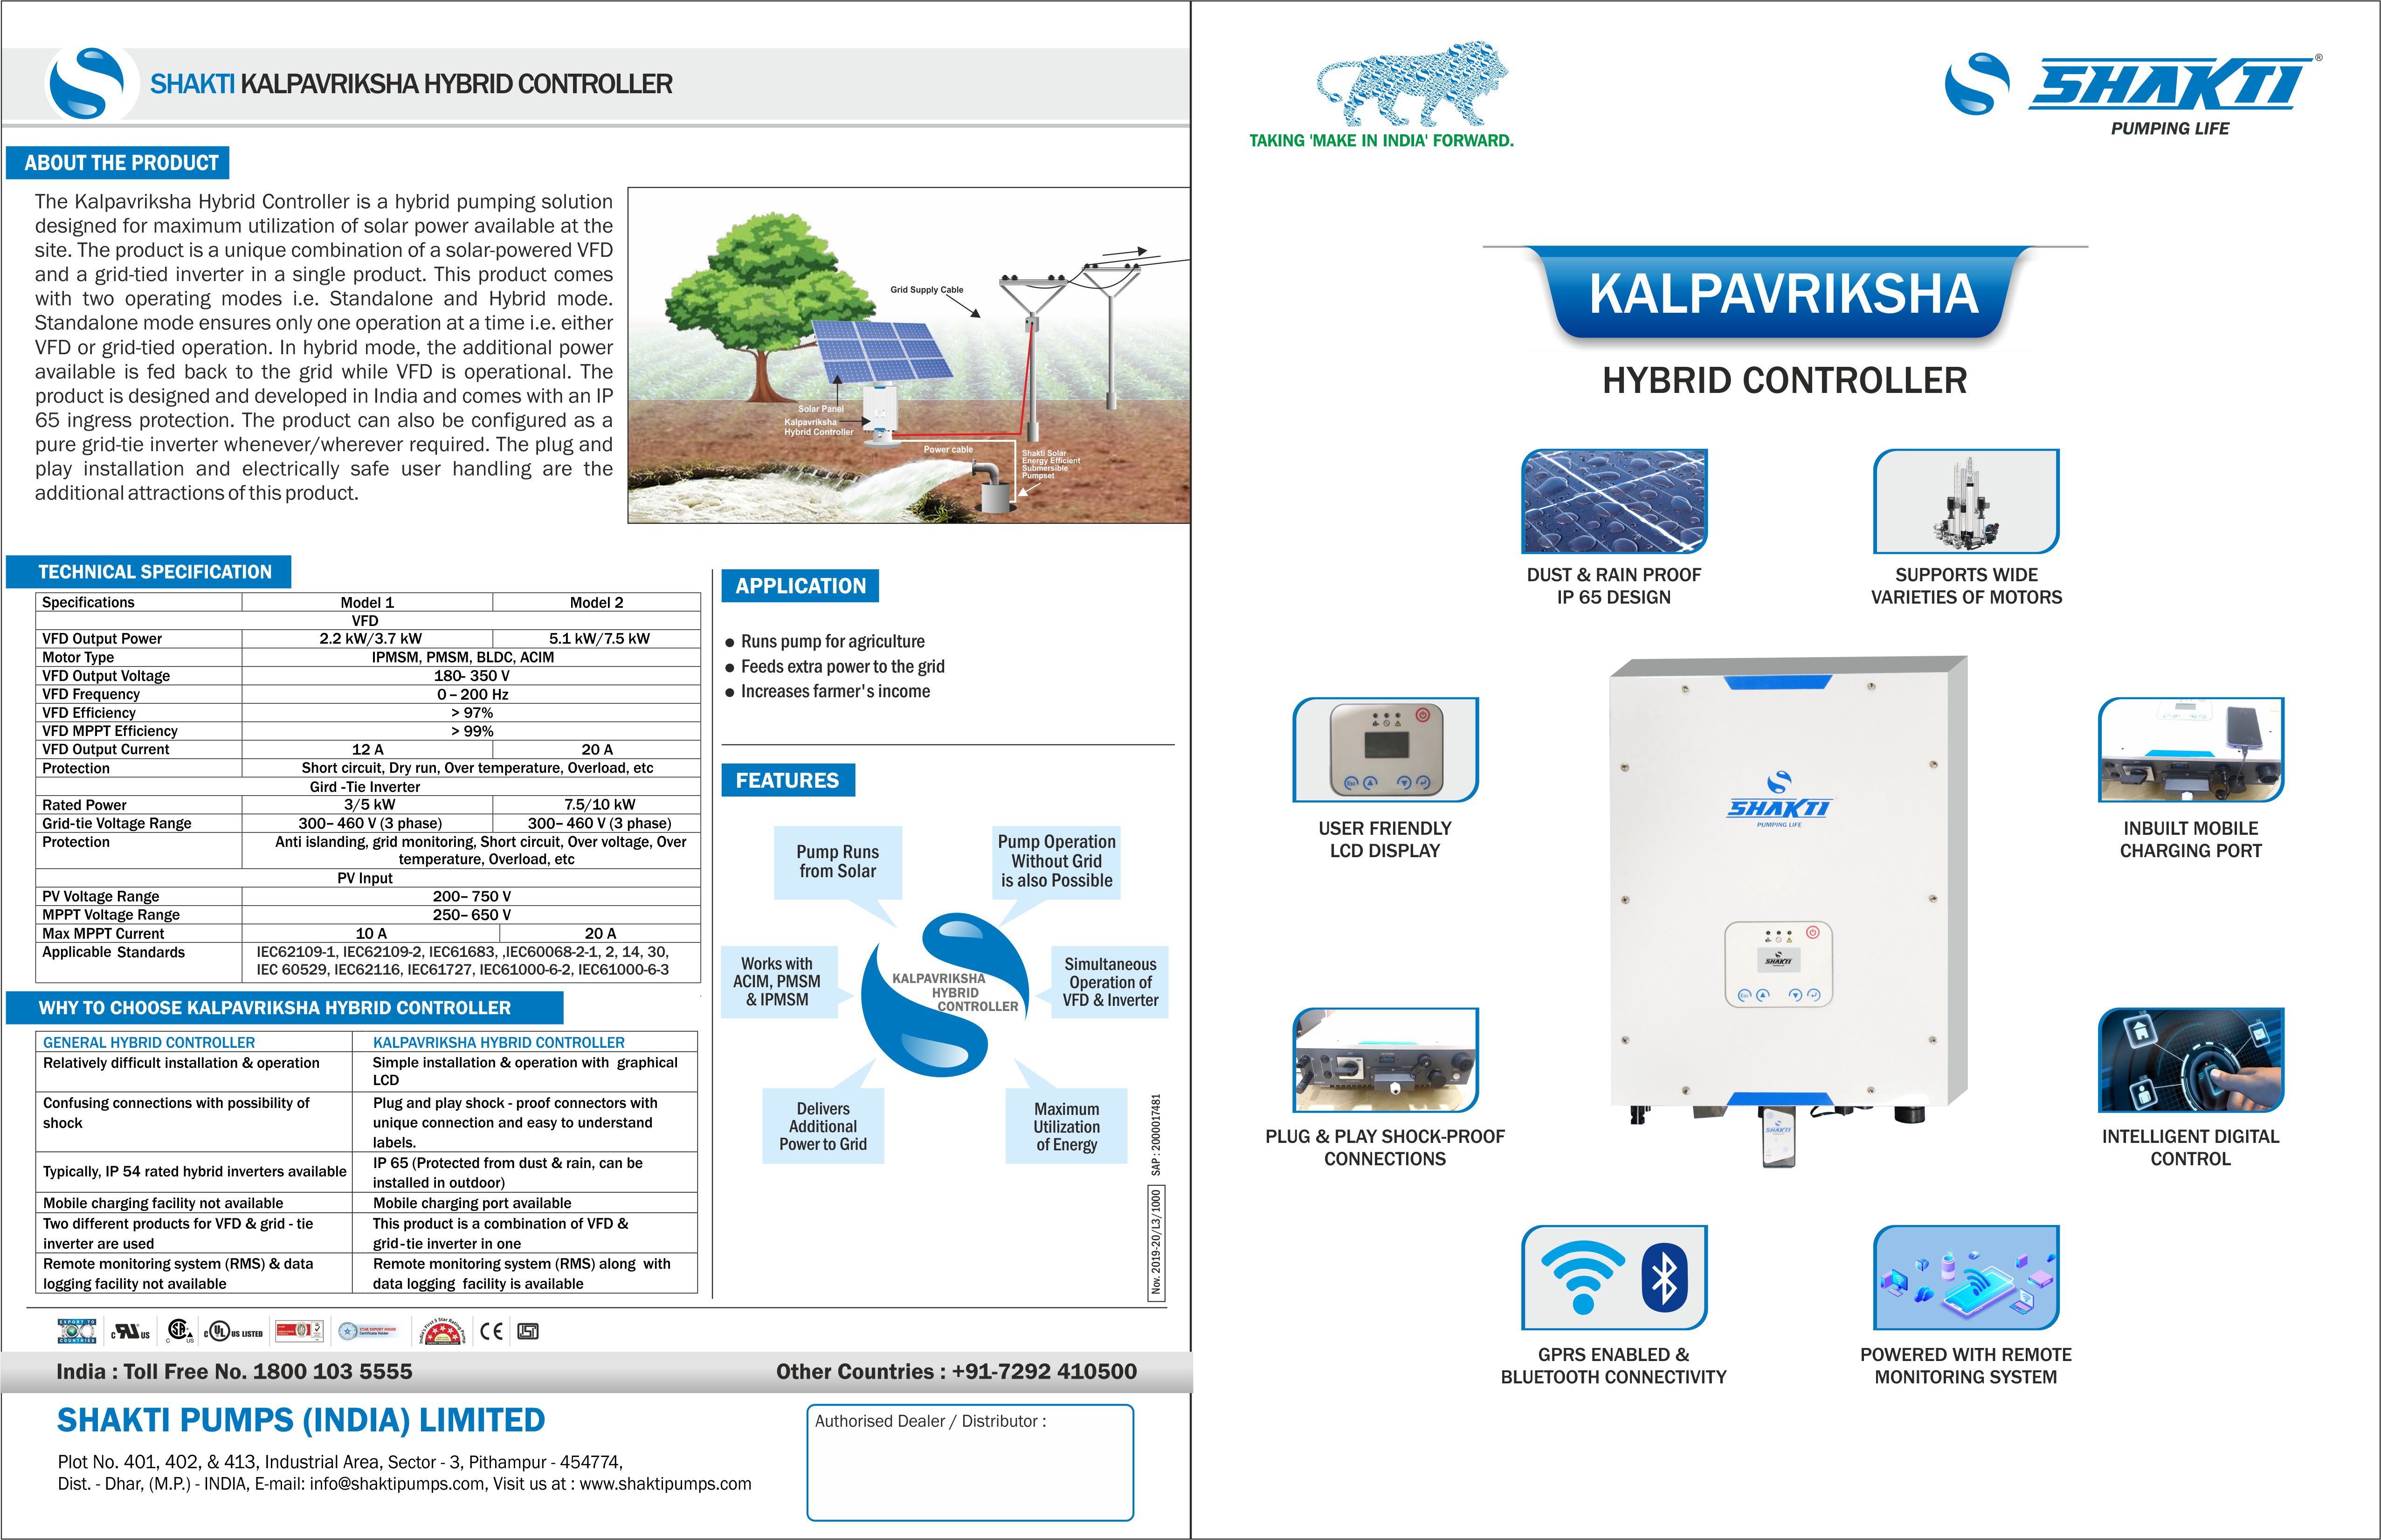 SHAKTI KALPAVRIKSHA HYBRID CONTROLLER
ABOUT THE PRODUCT
The Kalpavriksha Hybrid Controller is a hybrid pumping solution
designed for maximum utilization of solar power available at the
site. The product is a unique combination of a solar-powered VFD
and a grid-tied inverter in a single product. This product comes
with two operating modes i.e. Standalone and Hybrid mode.
Standalone mode ensures only one operation at a time i.e. either
VFD or grid-tied operation. In hybrid mode, the additional power
available is fed back to the grid while VFD is operational. The
product is designed and developed in India and comes with an IP
65 ingress protection. The product can also be configured as a
pure grid-tie inverter whenever/wherever required. The plug and
play installation and electrically safe user handling are the
additional attractions of this product.
Grid Supply Cable
Solar Panel
Kalpavriksha
Hybrid Controller
Power cable
Shakti Solar
Energy Efficient
Submersible
Pumpset
TECHNICAL SPECIFICATION
Specifications Model 1 Model 2
VFD
VFD Output Power 2.2 kW/3.7 kW 5.1 kW/7.5 kW
Motor Type IPMSM, PMSM, BLDC, ACIM
VFD Output Voltage 180- 350 V
VFD Frequency 0 – 200 Hz
VFD Efficiency > 97%
VFD MPPT Efficiency > 99%
VFD Output Current 12 A 20 A
Protection Short circuit, Dry run, Over temperature, Overload, etc
Gird -Tie Inverter
Rated Power 3/5 kW 7.5/10 kW
Grid-tie Voltage Range 300– 460 V (3 phase) 300– 460 V (3 phase)
Protection Anti islanding, grid monitoring, Short circuit, Over voltage, Over
temperature, Overload, etc
PV Input
PV Voltage Range 200– 750 V
MPPT Voltage Range 250– 650 V
Max MPPT Current 10 A 20 A
Applicable Standards IEC62109-1, IEC62109-2, IEC61683, ,IEC60068-2-1, 2, 14, 30,
IEC 60529, IEC62116, IEC61727, IEC61000-6-2, IEC61000-6-3
WHY TO CHOOSE KALPAVRIKSHA HYBRID CONTROLLER
GENERAL HYBRID CONTROLLER KALPAVRIKSHA HYBRID CONTROLLER
Relatively difficult installation & operation Simple installation & operation with graphical
LCD
Confusing connections with possibility of Plug and play shock - proof connectors with
shock unique connection and easy to understand
labels.
Typically, IP 54 rated hybrid inverters available IP 65 (Protected from dust & rain, can be
installed in outdoor)
Mobile charging facility not available Mobile charging port available
Two different products for VFD & grid - tie This product is a combination of VFD &
inverter are used grid-tie inverter in one
Remote monitoring system (RMS) & data Remote monitoring system (RMS) along with
logging facility not available data logging facility is available
APPLICATION
● Runs pump for agriculture
● Feeds extra power to the grid
● Increases farmer's income
FEATURES
Pump Runs
from Solar
Pump Operation
Without Grid
is also Possible
Works with
ACIM, PMSM
& IPMSM
KALPAVRIKSHA
HYBRID
CONTROLLER
Simultaneous
Operation of
VFD & Inverter
Delivers
Additional
Power to Grid
Maximum
Utilization
of Energy
SAP : 2000017481
Nov. 2019-20/L3/1000
EXPORT TO
100
COUNTRIES
C US
SA
C US
C UL US LISTED
STAR EXPORT HOUSE
Certificate Holder
India's First 5 Star Rating Pump
CE
India : Toll Free No. 1800 103 5555
Other Countries : +91-7292 410500
SHAKTI PUMPS (INDIA) LIMITED
Plot No. 401, 402, & 413, Industrial Area, Sector - 3, Pithampur - 454774,
Dist. - Dhar, (M.P.) - INDIA, E-mail: info@shaktipumps.com, Visit us at : www.shaktipumps.com
Authorised Dealer / Distributor :
TAKING 'MAKE IN INDIA' FORWARD.
SHAKTI®
PUMPING LIFE
KALPAVRIKSHA
HYBRID CONTROLLER
DUST & RAIN PROOF
IP 65 DESIGN
SUPPORTS WIDE
VARIETIES OF MOTORS
Esc
USER FRIENDLY
LCD DISPLAY
SHAKTI
PUMPING LIFE
SHAKTI
Esc
SHAKTI
INBUILT MOBILE
CHARGING PORT
PLUG & PLAY SHOCK-PROOF
CONNECTIONS
INTELLIGENT DIGITAL
CONTROL
GPRS ENABLED &
BLUETOOTH CONNECTIVITY
POWERED WITH REMOTE
MONITORING SYSTEM